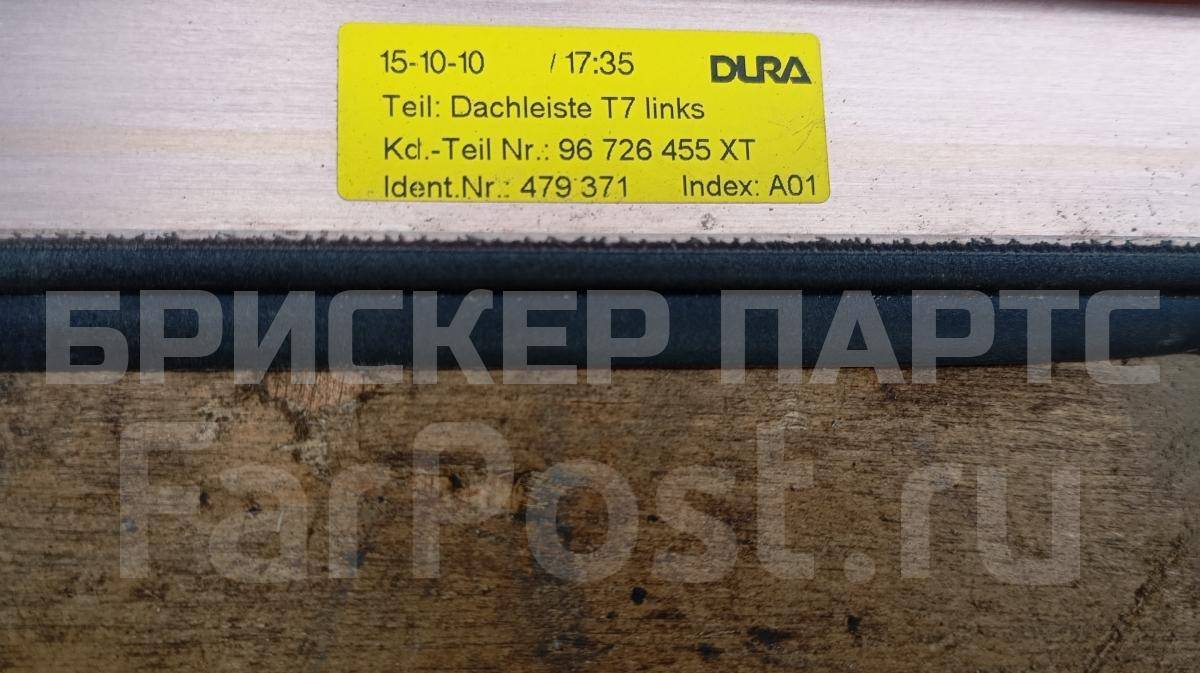 15-10-10 / 17:35 DURA
Teil: Dachleiste T7 links
Kd.-Teil Nr.: 96 726 455 XT
Ident.Nr.: 479 371 Index: A01
БРИСКЕР ПАРТС
FarPost.ru